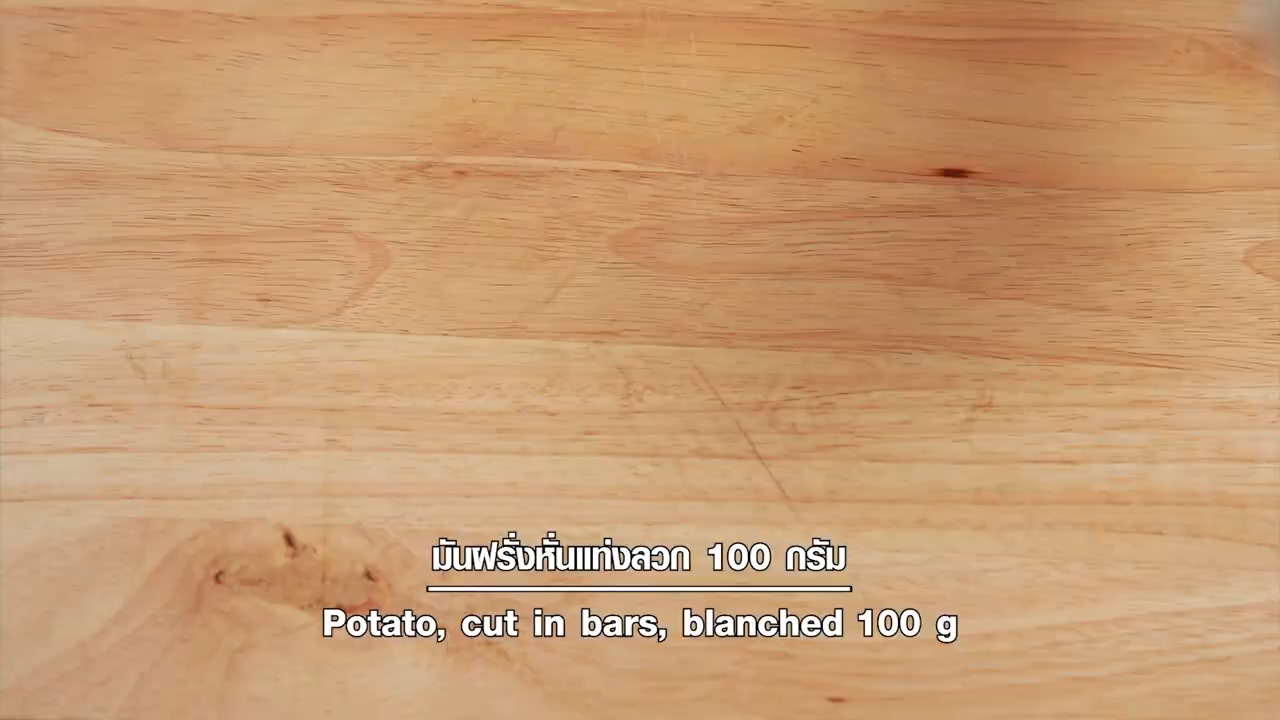 มันฝรั่งหั่นแท่งลวก 100 กรัม
Potato, cut in bars, blanched 100 g